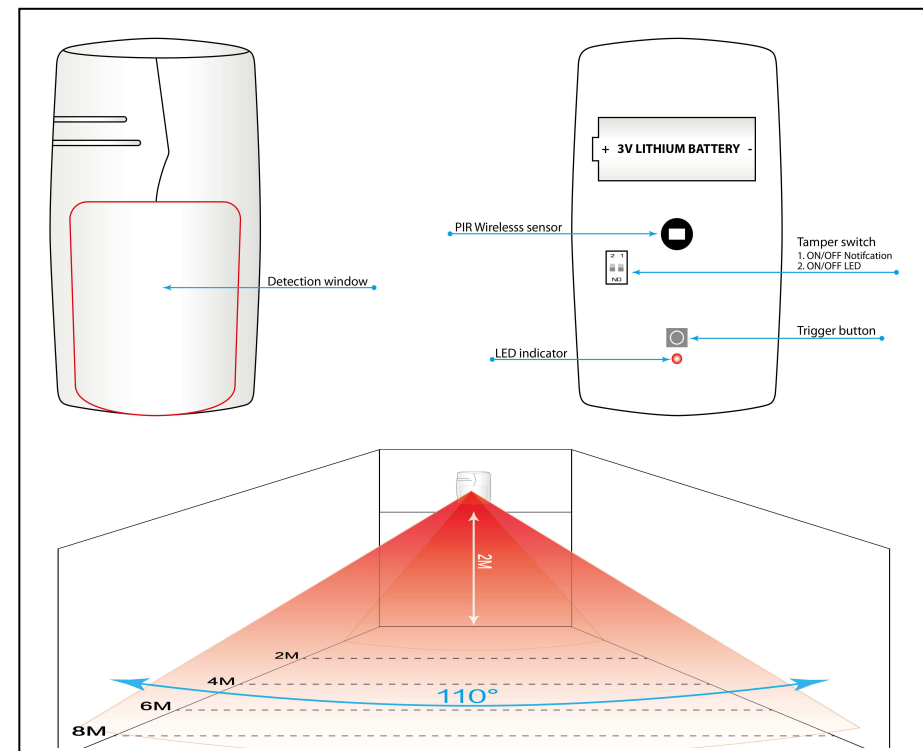 + 3V LITHIUM BATTERY -
PIR Wirelesss sensor
Tamper switch
1. ON/OFF Notifcation
2. ON/OFF LED
2 1
ND
Detection window
Trigger button
LED indicator
2M
2M
4M
110°
6M
8M